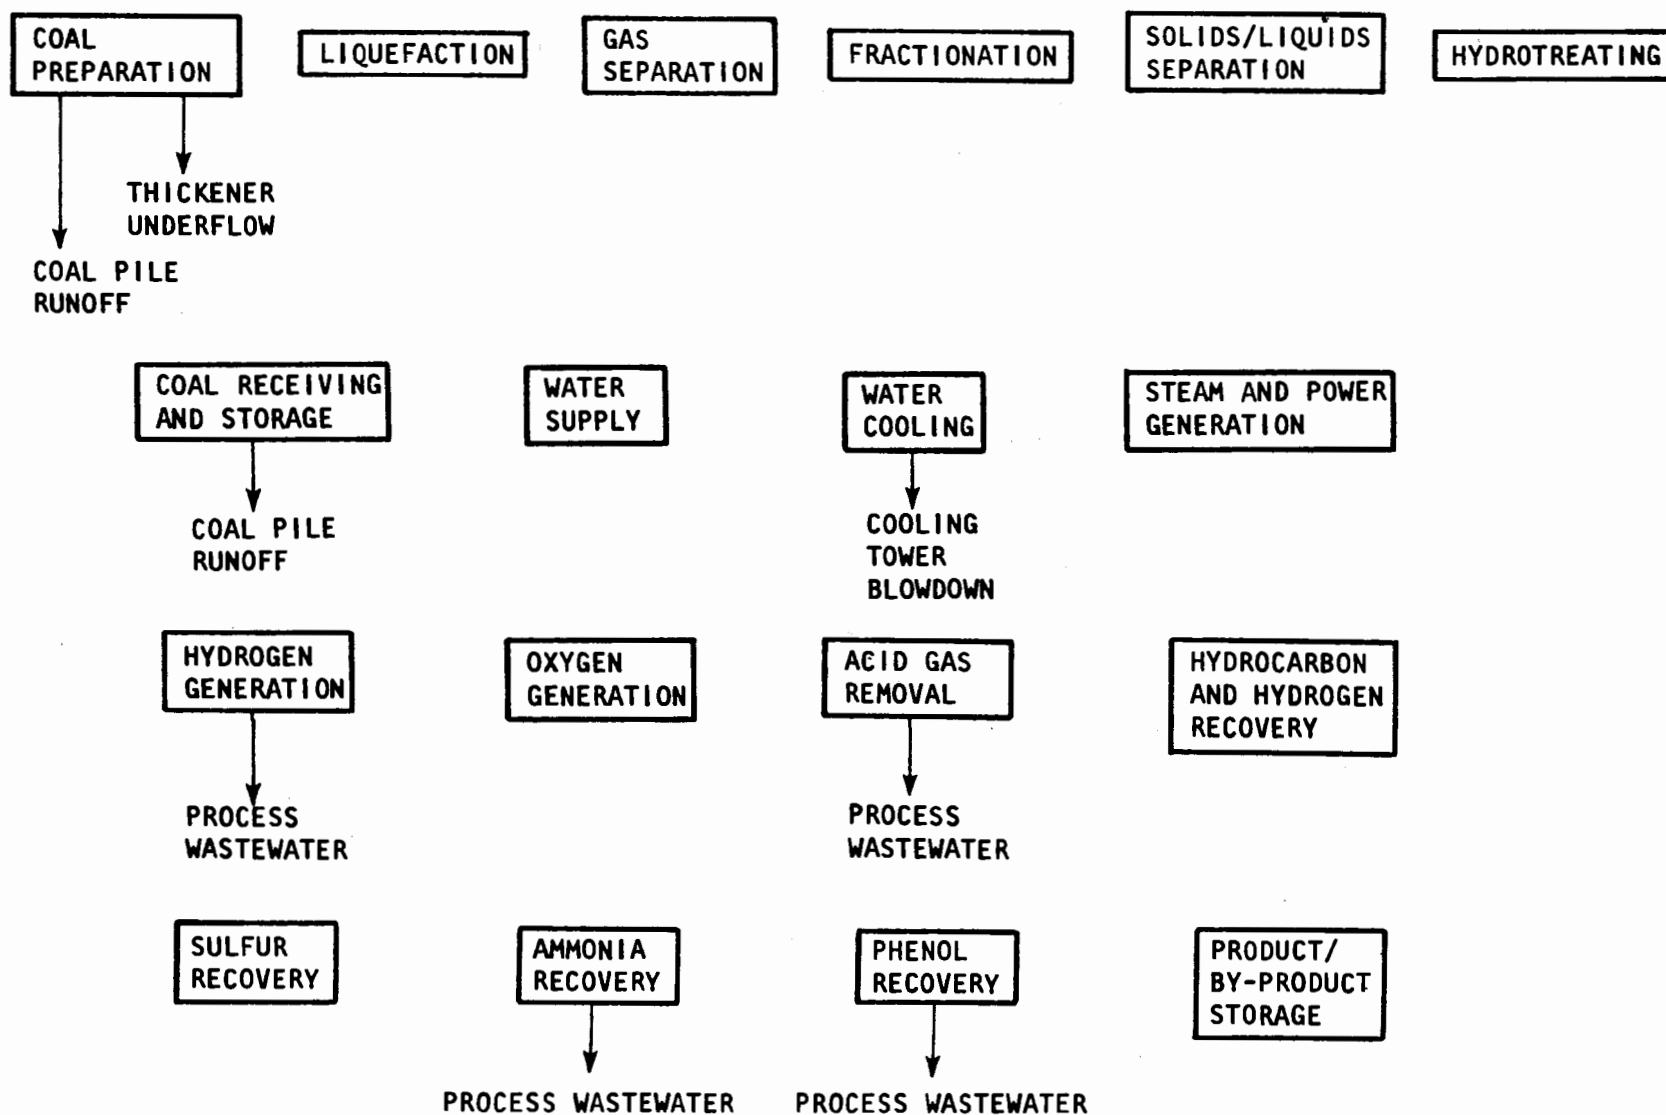 COAL
PREPARATION
LIQUEFACTION
GAS
SEPARATION
FRACTIONATION
SOLIDS/LIQUIDS
SEPARATION
HYDROTREATING
THICKENER
UNDERFLOW
COAL PILE
RUNOFF
COAL RECEIVING
AND STORAGE
WATER
SUPPLY
WATER
COOLING
STEAM AND POWER
GENERATION
COAL PILE
RUNOFF
COOLING
TOWER
BLOWDOWN
HYDROGEN
GENERATION
OXYGEN
GENERATION
ACID GAS
REMOVAL
HYDROCARBON
AND HYDROGEN
RECOVERY
PROCESS
WASTEWATER
PROCESS
WASTEWATER
SULFUR
RECOVERY
AMMONIA
RECOVERY
PHENOL
RECOVERY
PRODUCT/
BY-PRODUCT
STORAGE
PROCESS WASTEWATER
PROCESS WASTEWATER